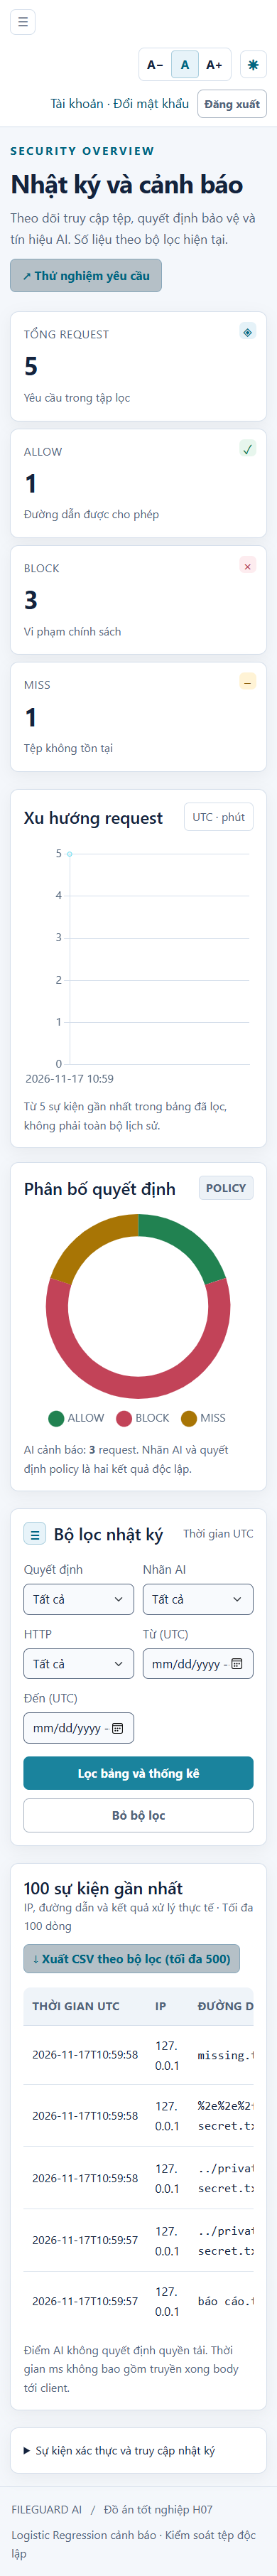 ☰
A− A A+
Tài khoản · Đổi mật khẩu Đăng xuất
SECURITY OVERVIEW
Nhật ký và cảnh báo
Theo dõi truy cập tệp, quyết định bảo vệ và
tín hiệu AI. Số liệu theo bộ lọc hiện tại.
↗ Thử nghiệm yêu cầu
TỔNG REQUEST
5
Yêu cầu trong tập lọc
ALLOW
1
Đường dẫn được cho phép
BLOCK
3
Vi phạm chính sách
MISS
1
Tệp không tồn tại
Xu hướng request UTC · phút
5
4
3
2
1
0
2026-11-17 10:59
Từ 5 sự kiện gần nhất trong bảng đã lọc,
không phải toàn bộ lịch sử.
Phân bố quyết định POLICY
ALLOW BLOCK MISS
AI cảnh báo: 3 request. Nhãn AI và quyết
định policy là hai kết quả độc lập.
Bộ lọc nhật ký Thời gian UTC
Quyết định Nhãn AI
Tất cả Tất cả
HTTP Từ (UTC)
Tất cả mm/dd/yyyy -
Đến (UTC)
mm/dd/yyyy -
Lọc bảng và thống kê
Bỏ bộ lọc
100 sự kiện gần nhất
IP, đường dẫn và kết quả xử lý thực tế · Tối đa
100 dòng
↓ Xuất CSV theo bộ lọc (tối đa 500)
THỜI GIAN UTC IP ĐƯỜNG D
2026-11-17T10:59:58 127.0.0.1 missing.t
2026-11-17T10:59:58 127.0.0.1 %2e%2e%2 secret.tx
2026-11-17T10:59:58 127.0.0.1 ../privat secret.tx
2026-11-17T10:59:57 127.0.0.1 ../privat secret.tx
2026-11-17T10:59:57 127.0.0.1 báo cáo.t
Điểm AI không quyết định quyền tải. Thời
gian ms không bao gồm truyền xong body
tới client.
▶ Sự kiện xác thực và truy cập nhật ký
FILEGUARD AI / Đồ án tốt nghiệp H07
Logistic Regression cảnh báo · Kiểm soát tệp độc
lập